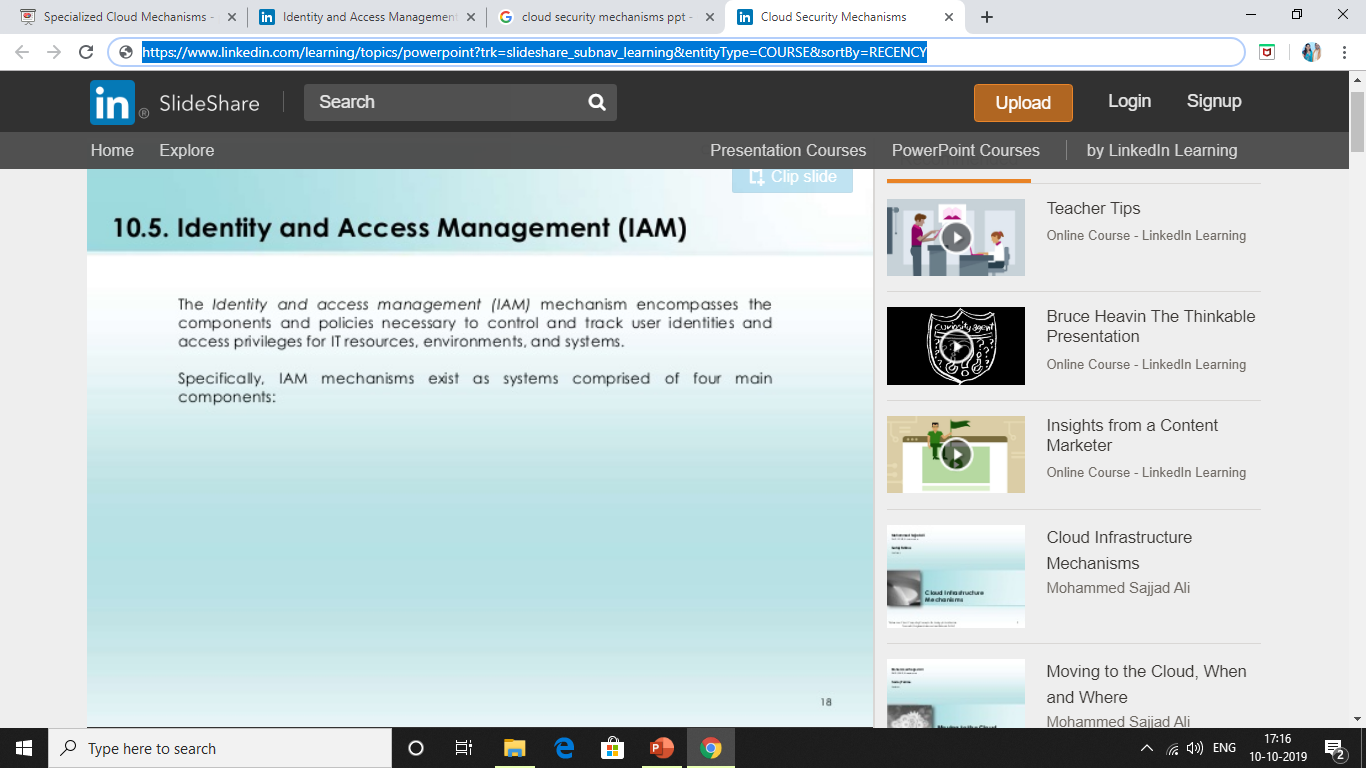 Specialized Cloud Mechanisms -
Identity and Access Management
cloud security mechanisms ppt -
Cloud Security Mechanisms
https://www.linkedin.com/learning/topics/powerpoint?trk=slideshare_subnav_learning&entityType=COURSE&sortBy=RECENCY
in ® SlideShare
Search
Upload
Login
Signup
Home
Explore
Presentation Courses
PowerPoint Courses
by LinkedIn Learning
Clip slide
10.5. Identity and Access Management (IAM)
The Identity and access management (IAM) mechanism encompasses the
components and policies necessary to control and track user identities and
access privileges for IT resources, environments, and systems.
Specifically, IAM mechanisms exist as systems comprised of four main
components:
18
Teacher Tips
Online Course - LinkedIn Learning
curiosity agent
Bruce Heavin The Thinkable
Presentation
Online Course - LinkedIn Learning
Insights from a Content
Marketer
Online Course - LinkedIn Learning
Cloud Infrastructure
Mechanisms
Cloud Infrastructure
Mechanisms
Mohammed Sajjad Ali
Moving to the Cloud, When
and Where
Mohammed Sajjad Ali
Type here to search
ENG
17:16
10-10-2019
2